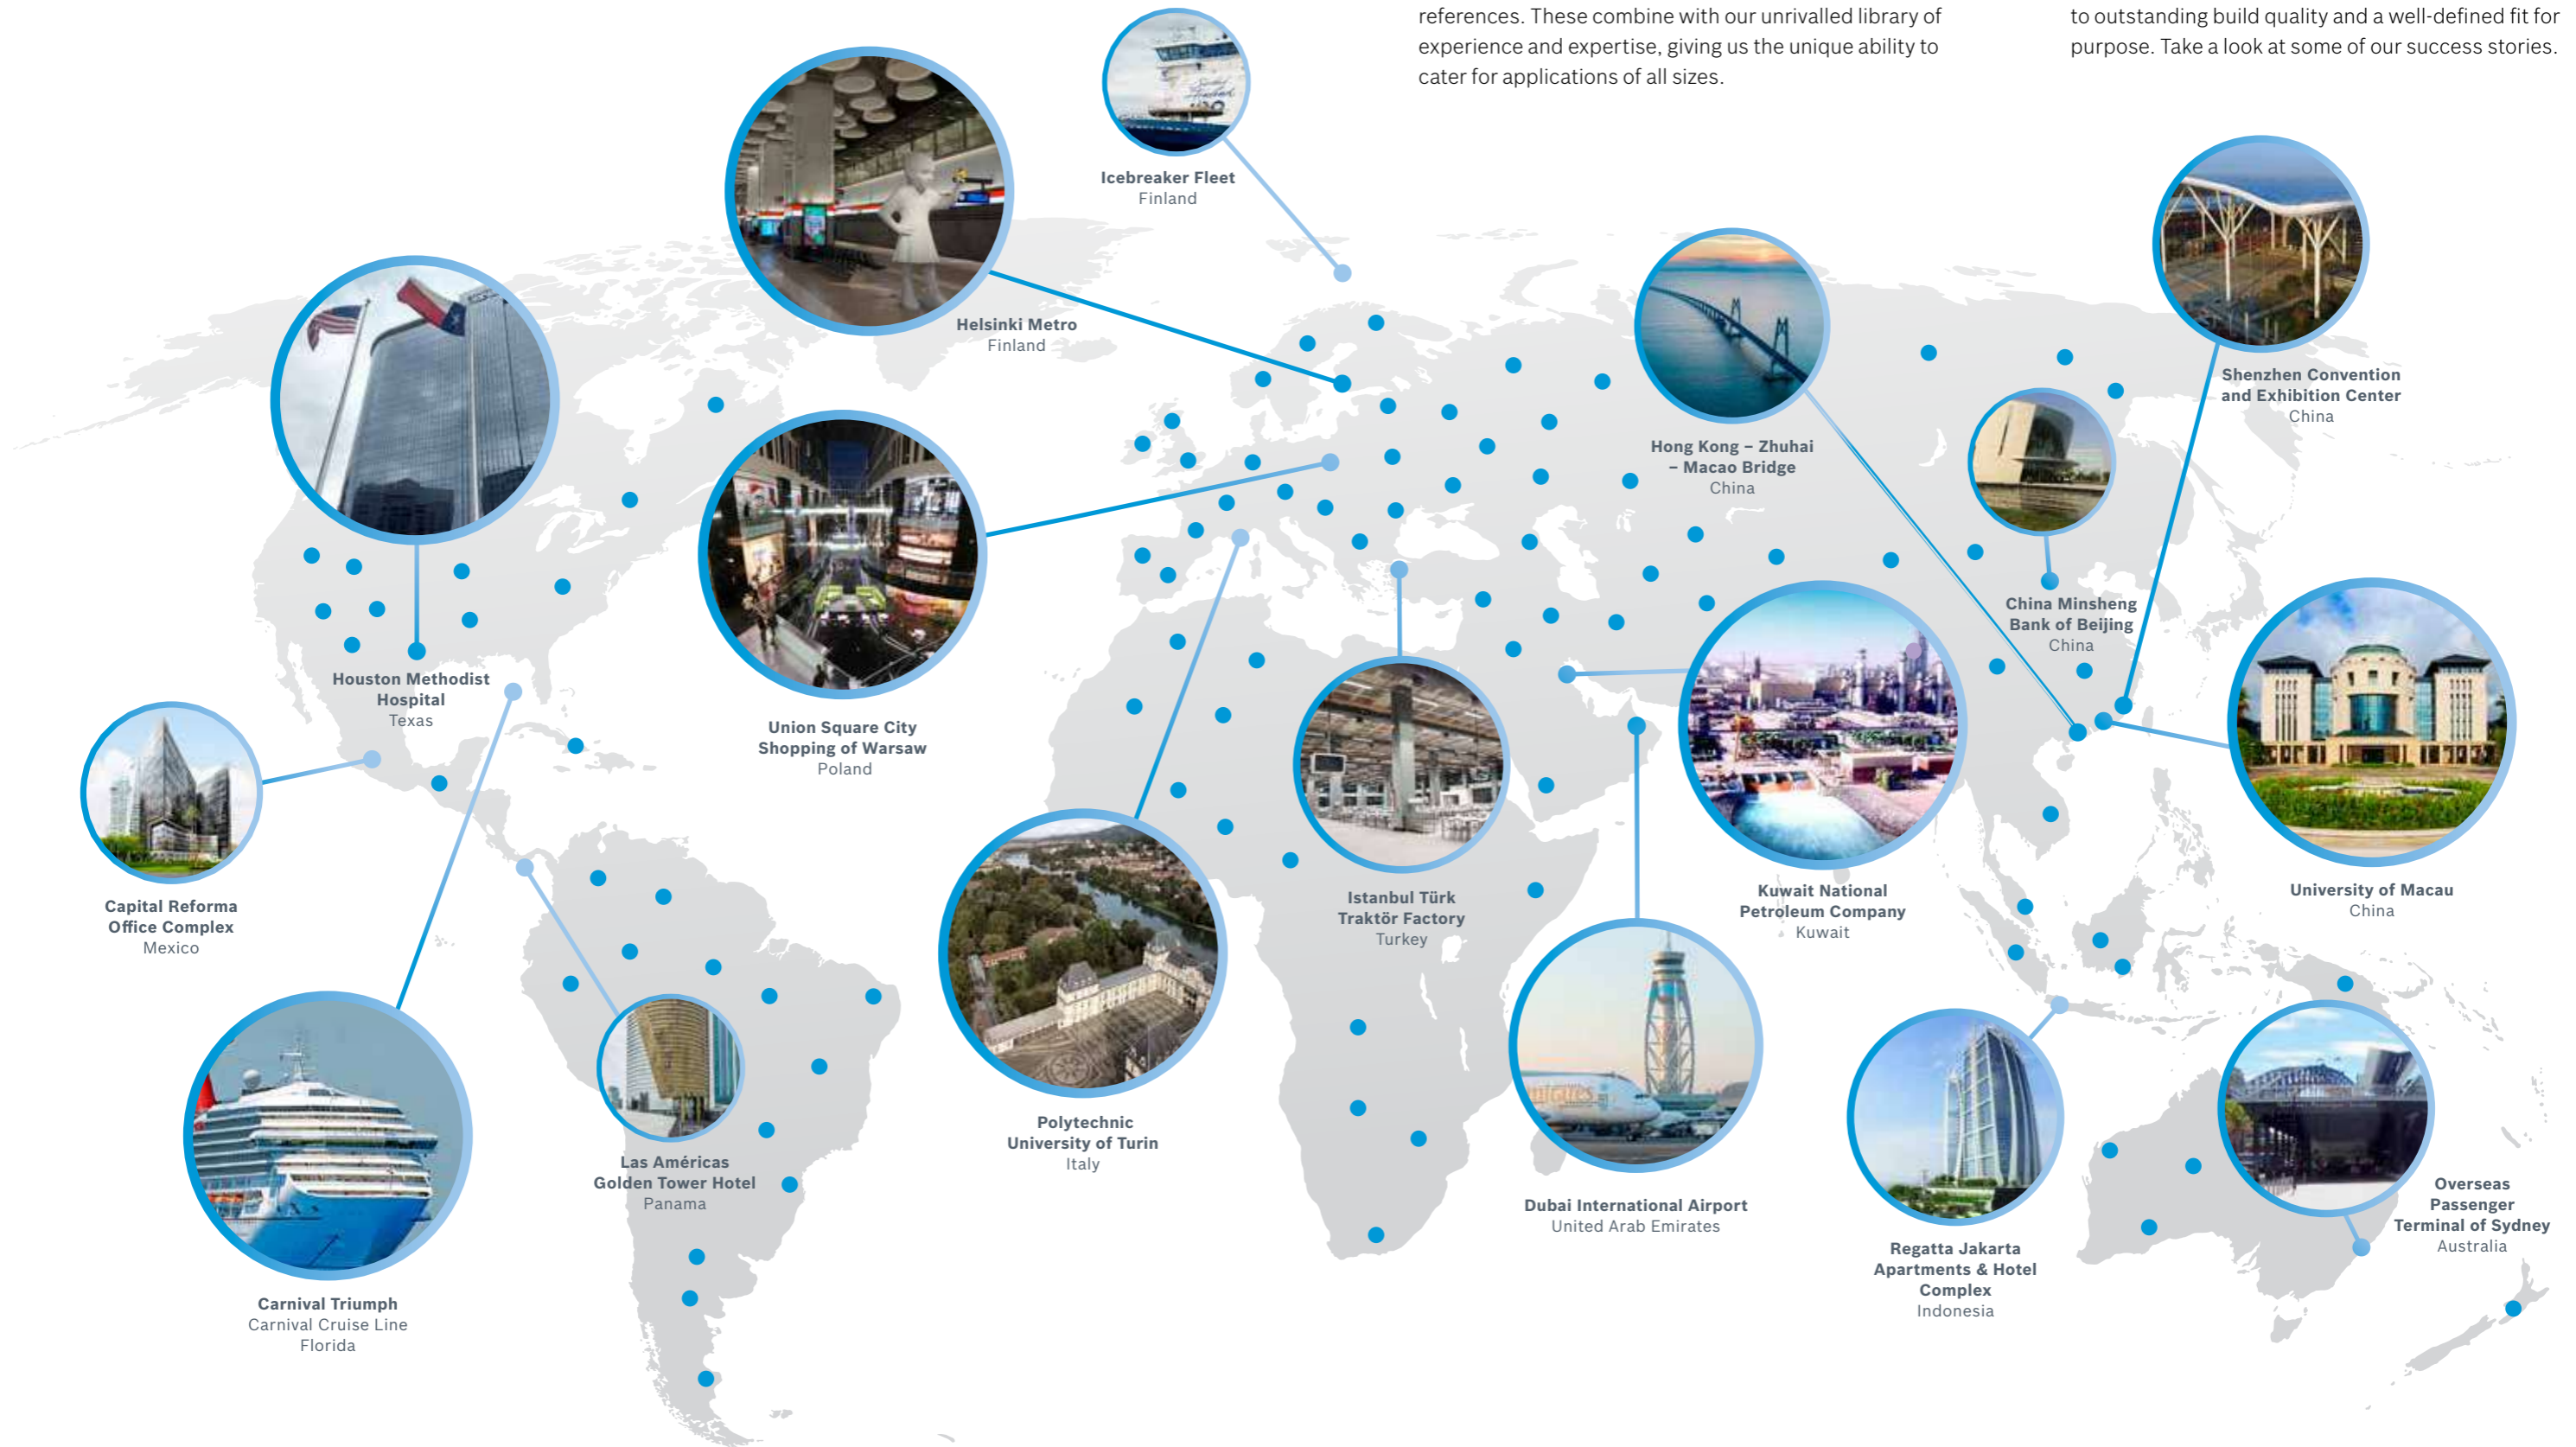 references. These combine with our unrivalled library of
experience and expertise, giving us the unique ability to
cater for applications of all sizes.
to outstanding build quality and a well-defined fit for
purpose. Take a look at some of our success stories.
Icebreaker Fleet
Finland
Helsinki Metro
Finland
Shenzhen Convention
and Exhibition Center
China
Hong Kong – Zhuhai
– Macao Bridge
China
China Minsheng
Bank of Beijing
China
Houston Methodist
Hospital
Texas
Union Square City
Shopping of Warsaw
Poland
Capital Reforma
Office Complex
Mexico
Istanbul Türk
Traktör Factory
Turkey
Kuwait National
Petroleum Company
Kuwait
University of Macau
China
Polytechnic
University of Turin
Italy
Las Américas
Golden Tower Hotel
Panama
Dubai International Airport
United Arab Emirates
Overseas
Passenger
Terminal of Sydney
Australia
Regatta Jakarta
Apartments & Hotel
Complex
Indonesia
Carnival Triumph
Carnival Cruise Line
Florida